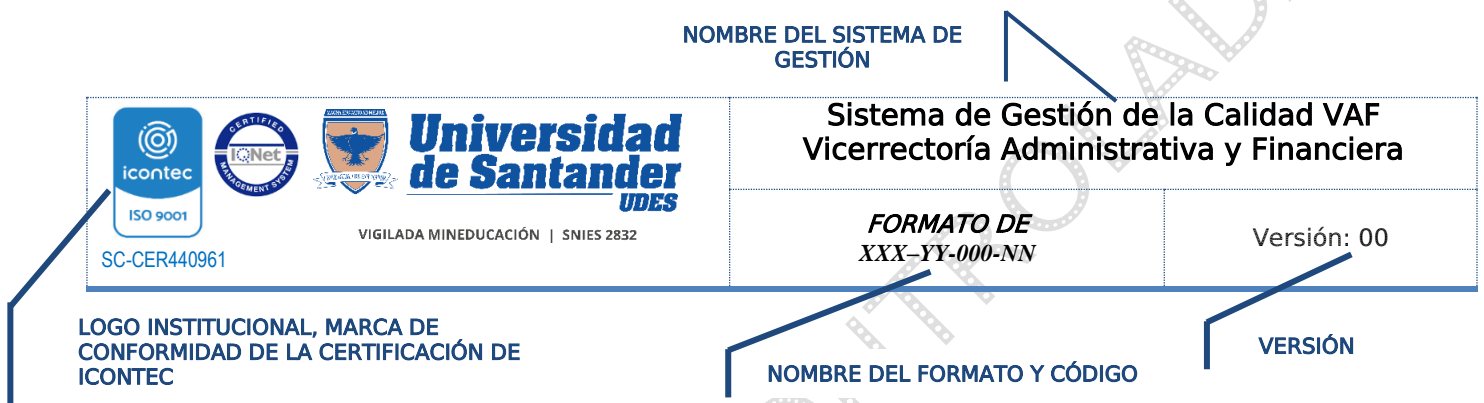 NOMBRE DEL SISTEMA DE
GESTIÓN
icontec
ISO 9001
SC-CER440961
CERTIFIED
IQNet
MANAGEMENT SYSTEM
Universidad
de Santander
UDES
VIGILADA MINEDUCACIÓN | SNIES 2832
Sistema de Gestión de la Calidad VAF
Vicerrectoría Administrativa y Financiera
FORMATO DE
XXX–YY-000-NN
Versión: 00
LOGO INSTITUCIONAL, MARCA DE
CONFORMIDAD DE LA CERTIFICACIÓN DE
ICONTEC
NOMBRE DEL FORMATO Y CÓDIGO
VERSIÓN